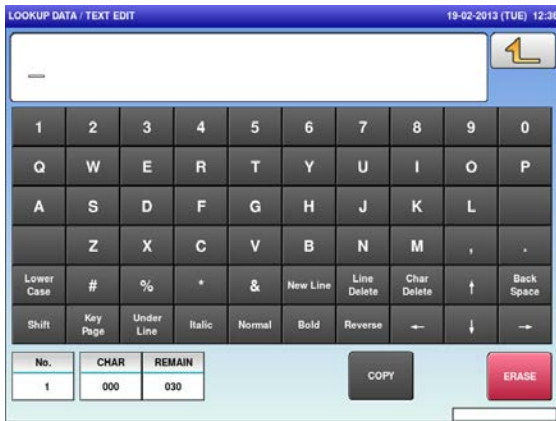 LOOKUP DATA / TEXT EDIT 19-02-2013 (TUE) 12:36
_
1 2 3 4 5 6 7 8 9 0
Q W E R T Y U I O P
A S D F G H J K L
Z X C V B N M , .
Lower Case # % * & New Line Line Delete Char Delete ↑ Back Space
Shift Key Page Under Line Italic Normal Bold Reverse ← ↓ →
No. CHAR REMAIN
1 000 030
COPY ERASE